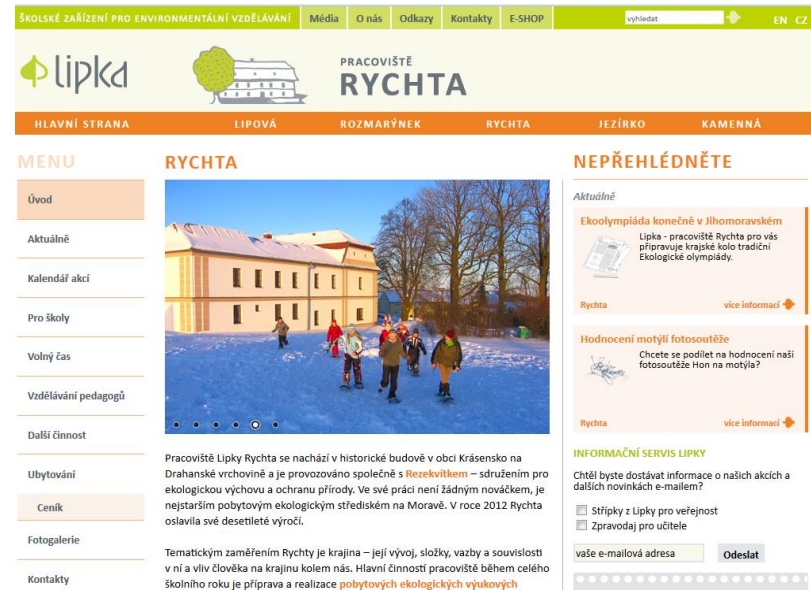 ŠKOLSKÉ ZAŘÍZENÍ PRO ENVIRONMENTÁLNÍ VZDĚLÁVÁNÍ
Média
O nás
Odkazy
Kontakty
E-SHOP
vyhledat
EN CZ
lipka
PRACOVIŠTĚ
RYCHTA
HLAVNÍ STRANA
LIPOVÁ
ROZMARÝNEK
RYCHTA
JEZÍRKO
KAMENNÁ
MENU
Úvod
Aktuálně
Kalendář akcí
Pro školy
Volný čas
Vzdělávání pedagogů
Další činnost
Ubytování
Ceník
Fotogalerie
Kontakty
RYCHTA
Pracoviště Lipky Rychta se nachází v historické budově v obci Krásensko na
Drahanské vrchovině a je provozováno společně s Rezekvítkem – sdružením pro
ekologickou výchovu a ochranu přírody. Ve své práci není žádným nováčkem, je
nejstarším pobytovým ekologickým střediskem na Moravě. V roce 2012 Rychta
oslavila své desetileté výročí.
Tematickým zaměřením Rychty je krajina – její vývoj, složky, vazby a souvislosti
v ní a vliv člověka na krajinu kolem nás. Hlavní činností pracoviště během celého
školního roku je příprava a realizace pobytových ekologických výukových
NEPŘEHLÉDNĚTE
Aktuálně
Ekoolympiáda konečně v Jihomoravském
Lipka - pracoviště Rychta pro vás
připravuje krajské kolo tradiční
Ekologické olympiády.
Rychta
více informací
Hodnocení motýlí fotosoutěže
Chcete se podílet na hodnocení naší
fotosoutěže Hon na motýla?
Rychta
více informací
INFORMAČNÍ SERVIS LIPKY
Chtěl byste dostávat informace o našich akcích a
dalších novinkách e-mailem?
Střípky z Lipky pro veřejnost
Zpravodaj pro učitele
vaše e-mailová adresa
Odeslat